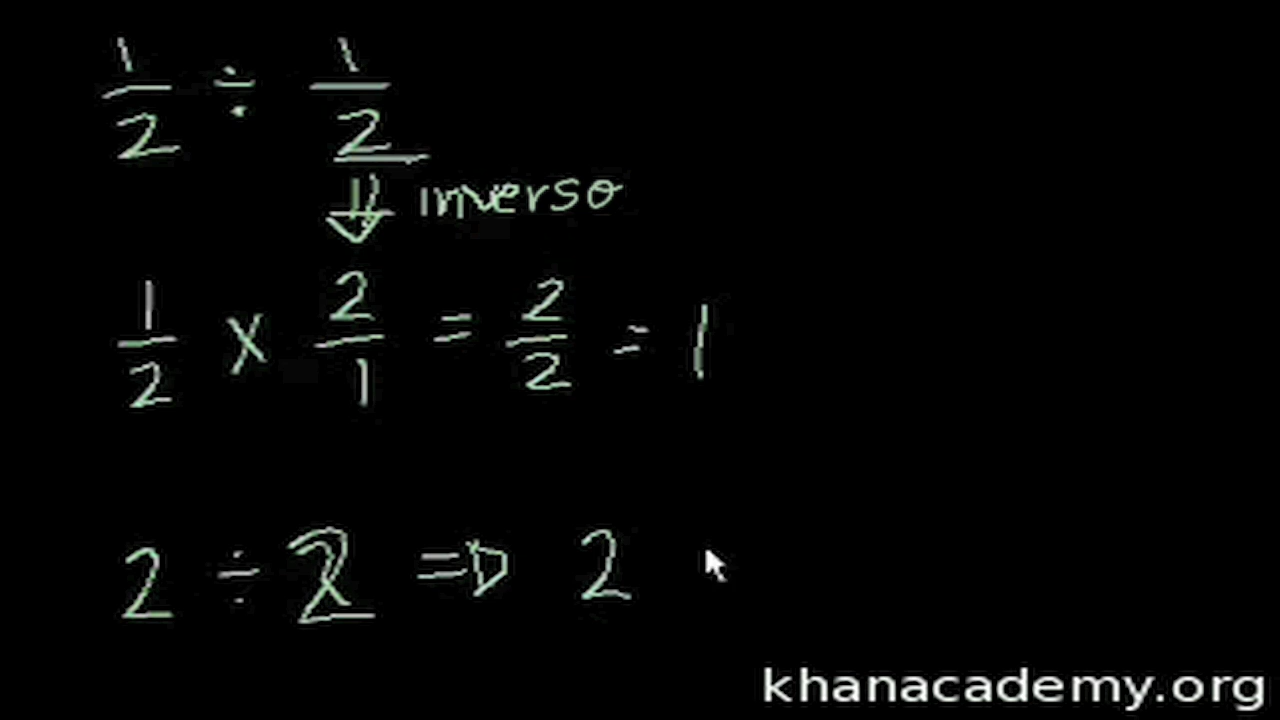 1/2 ÷ 1/2
⇓ inverso
1/2 x 2/1 = 2/2 = 1
2 ÷ 2 ⇒ 2
khanacademy.org